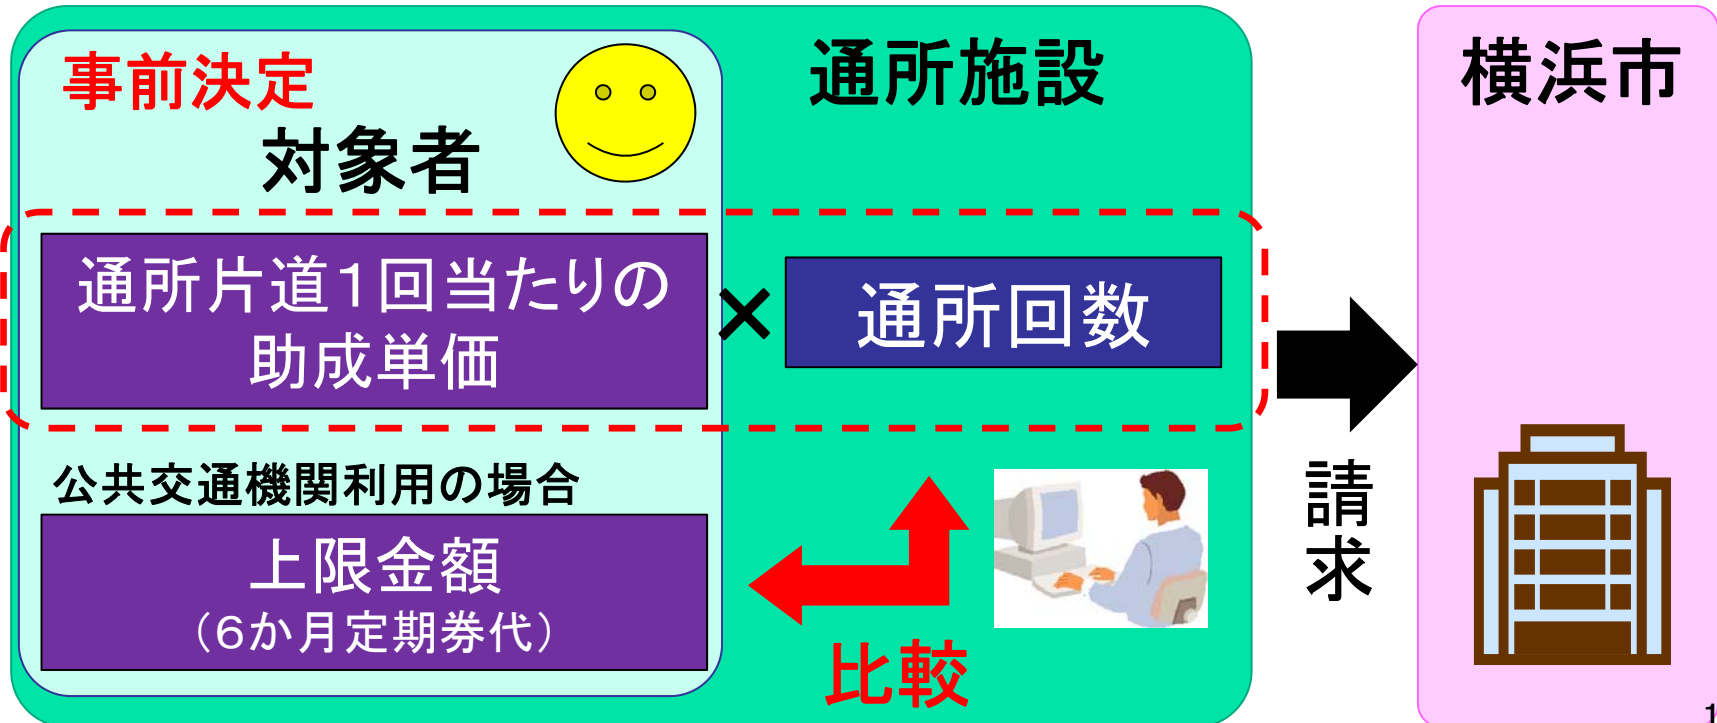 事前決定
対象者
通所施設
横浜市
通所片道1回当たりの
助成単価
×
通所回数
公共交通機関利用の場合
上限金額
（6か月定期券代）
比較
請求
1